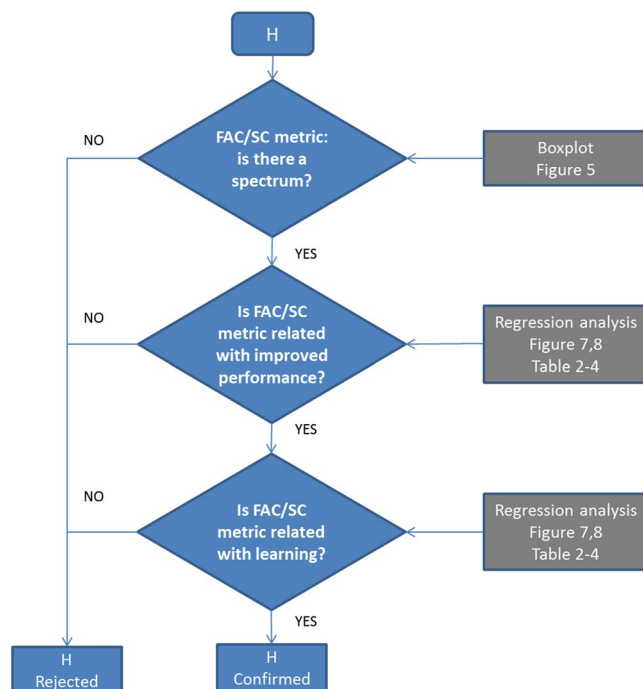 H
FAC/SC metric:
is there a
spectrum?
NO
Boxplot
Figure 5
YES
Is FAC/SC
metric related
with improved
performance?
NO
Regression analysis
Figure 7,8
Table 2-4
YES
Is FAC/SC
metric related
with learning?
NO
Regression analysis
Figure 7,8
Table 2-4
YES
H
Rejected
H
Confirmed